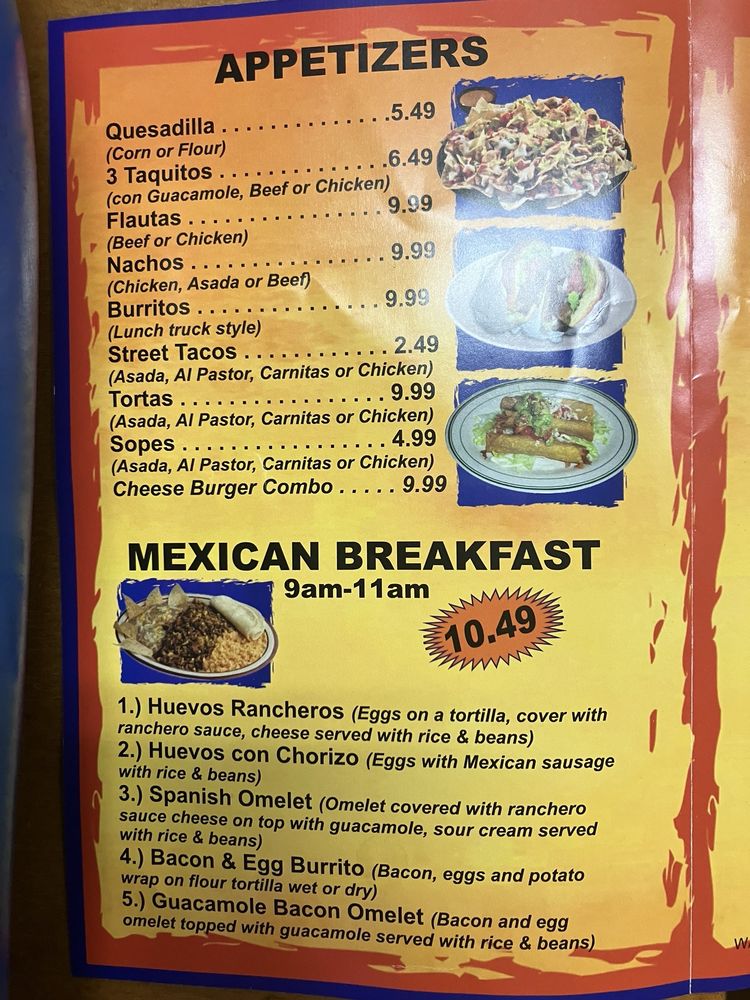 APPETIZERS
Quesadilla . . . . . . . . . . . . . .5.49
(Corn or Flour)
3 Taquitos . . . . . . . . . . . . . .6.49
(con Guacamole, Beef or Chicken)
Flautas . . . . . . . . . . . . . . . . 9.99
(Beef or Chicken)
Nachos . . . . . . . . . . . . . . . . 9.99
(Chicken, Asada or Beef)
Burritos . . . . . . . . . . . . . . . 9.99
(Lunch truck style)
Street Tacos . . . . . . . . . . . . 2.49
(Asada, Al Pastor, Carnitas or Chicken)
Tortas . . . . . . . . . . . . . . . . . 9.99
(Asada, Al Pastor, Carnitas or Chicken)
Sopes . . . . . . . . . . . . . . . . . 4.99
(Asada, Al Pastor, Carnitas or Chicken)
Cheese Burger Combo . . . . . 9.99
MEXICAN BREAKFAST
9am-11am
10.49
1.) Huevos Rancheros (Eggs on a tortilla, cover with
ranchero sauce, cheese served with rice & beans)
2.) Huevos con Chorizo (Eggs with Mexican sausage
with rice & beans)
3.) Spanish Omelet (Omelet covered with ranchero
sauce cheese on top with guacamole, sour cream served
with rice & beans)
4.) Bacon & Egg Burrito (Bacon, eggs and potato
wrap on flour tortilla wet or dry)
5.) Guacamole Bacon Omelet (Bacon and egg
omelet topped with guacamole served with rice & beans)